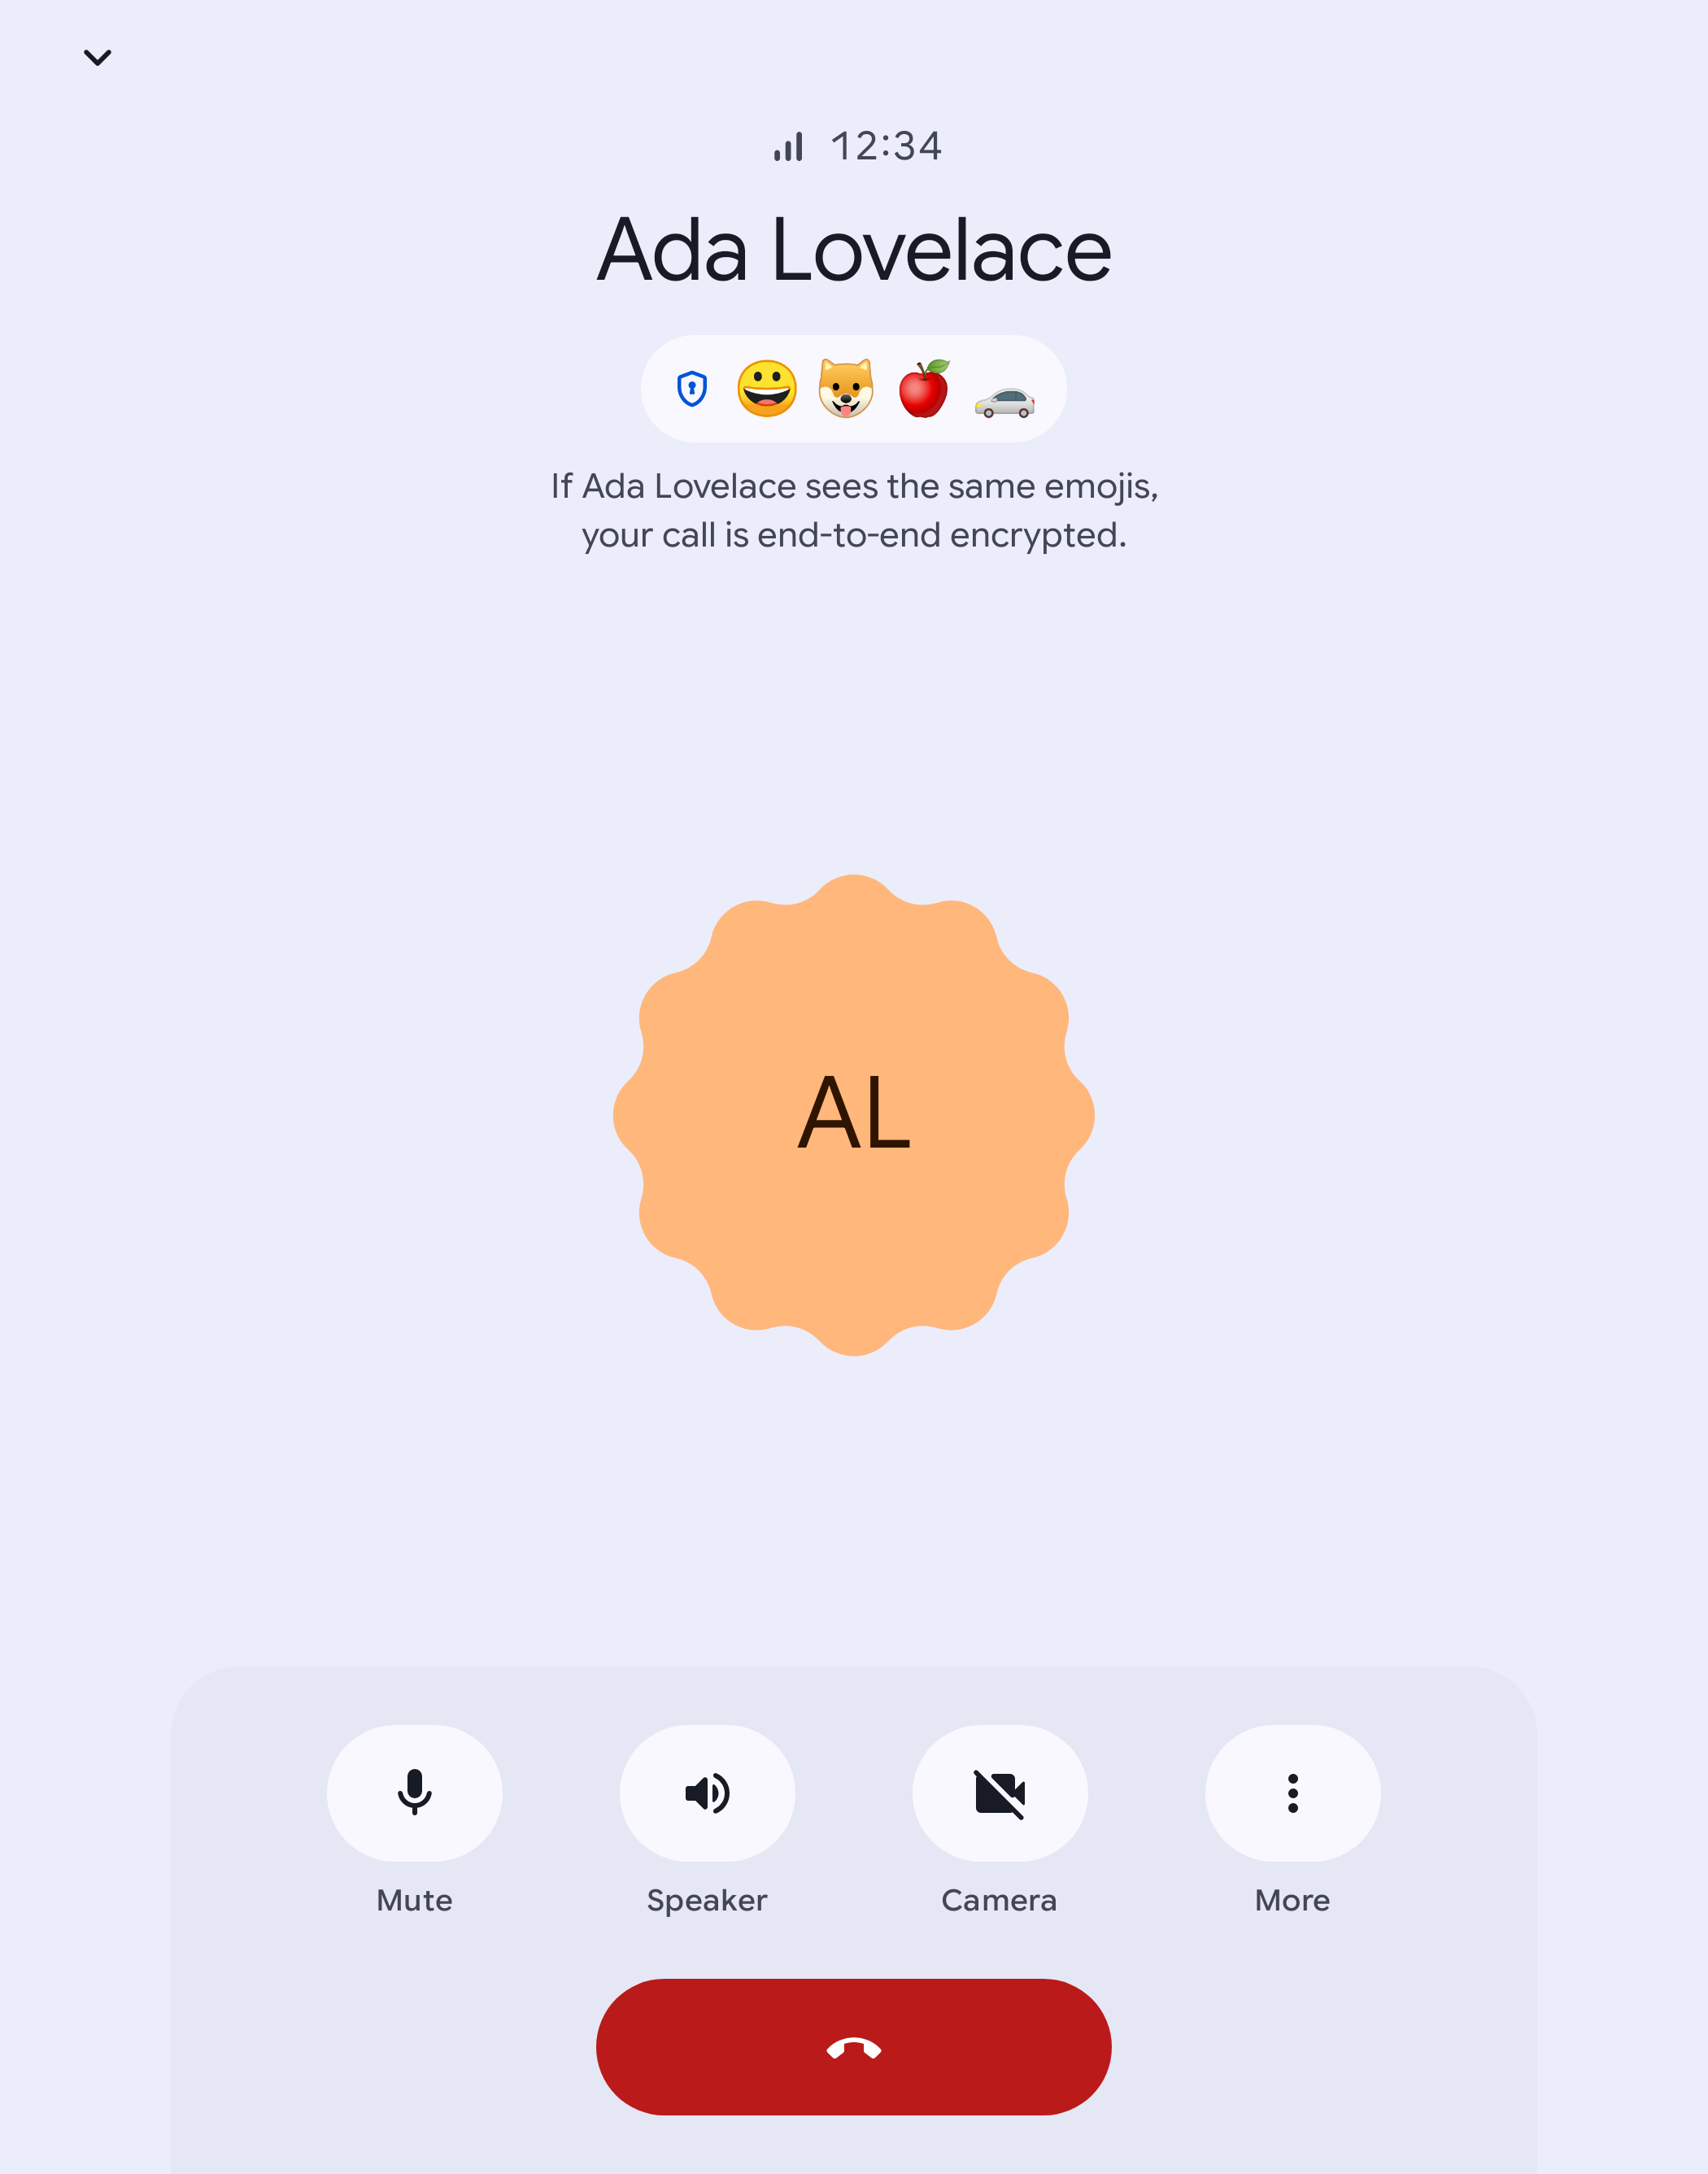 12:34
Ada Lovelace
😀 🐶 🍎 🚗
If Ada Lovelace sees the same emojis,
your call is end-to-end encrypted.
AL
Mute Speaker Camera More